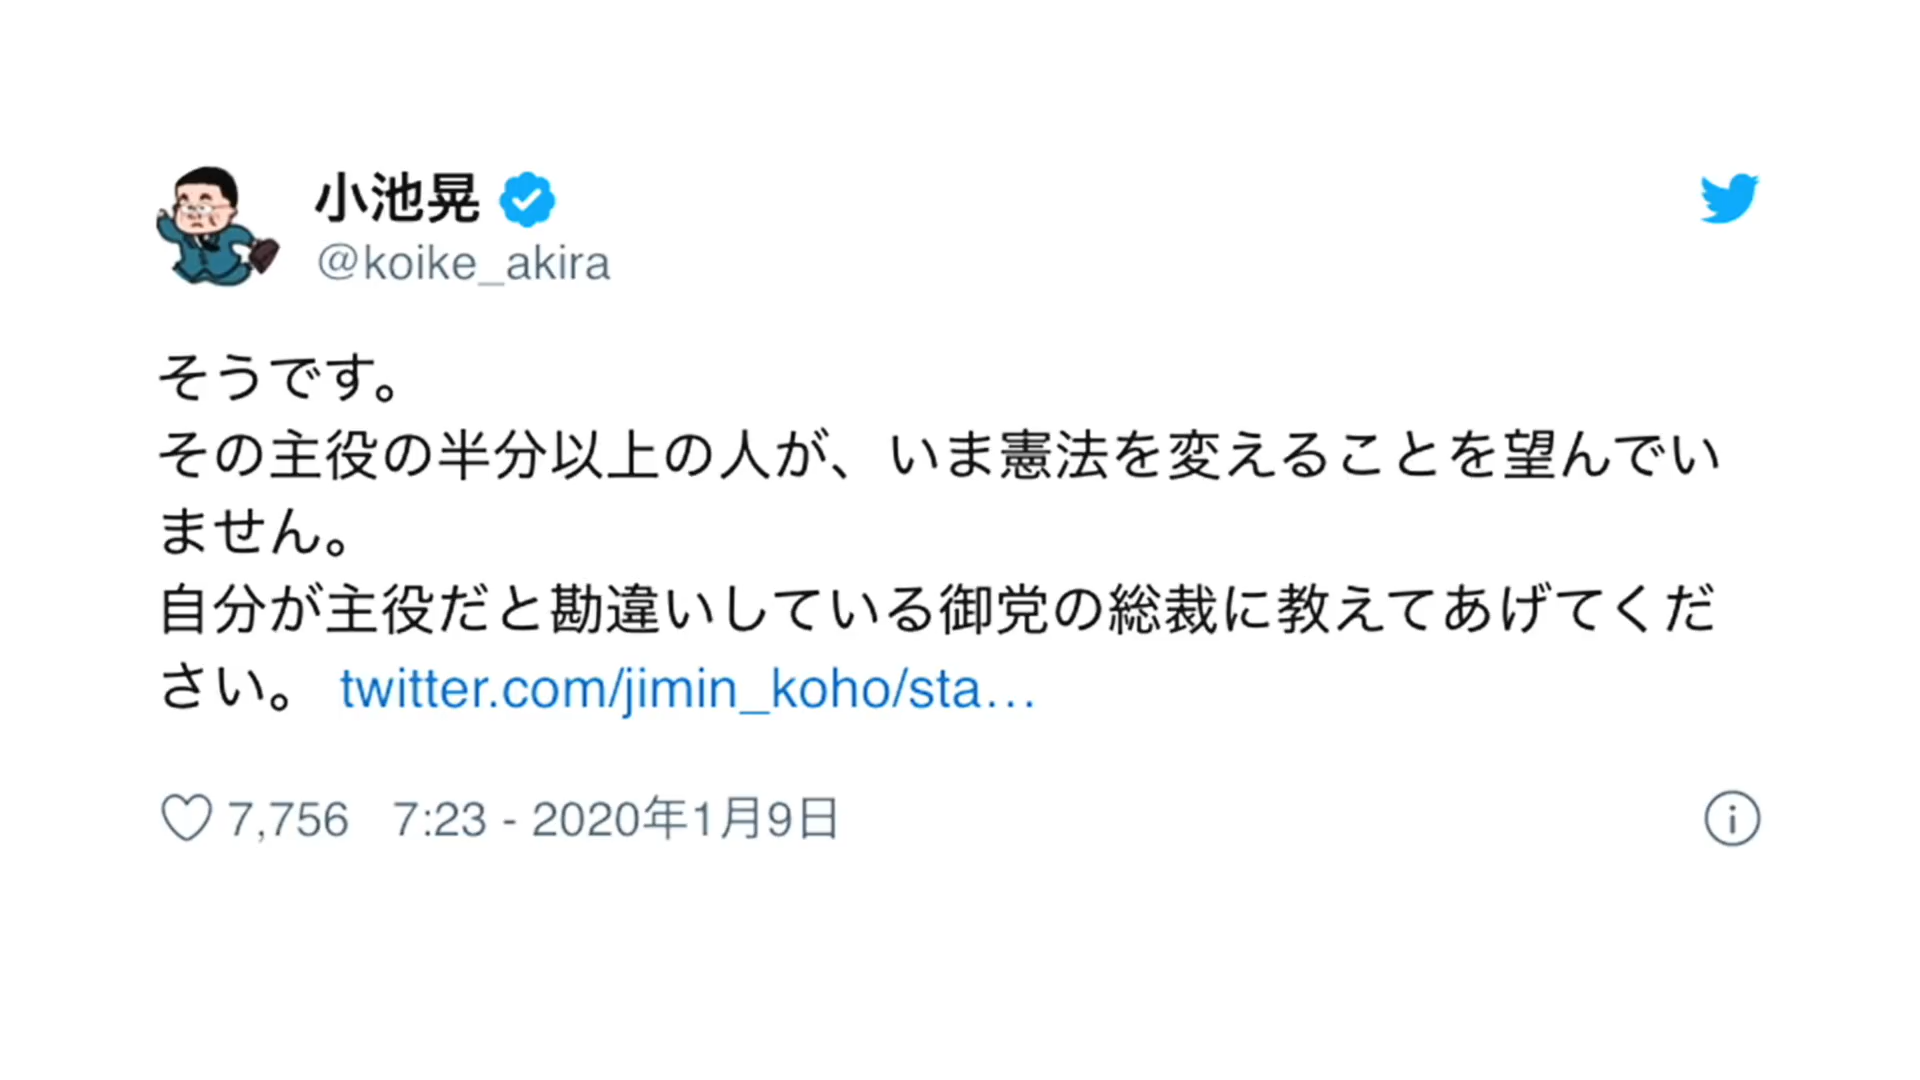 小池晃
@koike_akira
そうです。
その主役の半分以上の人が、いま憲法を変えることを望んでい
ません。
自分が主役だと勘違いしている御党の総裁に教えてあげてくだ
さい。 twitter.com/jimin_koho/sta…
7,756 7:23 - 2020年1月9日